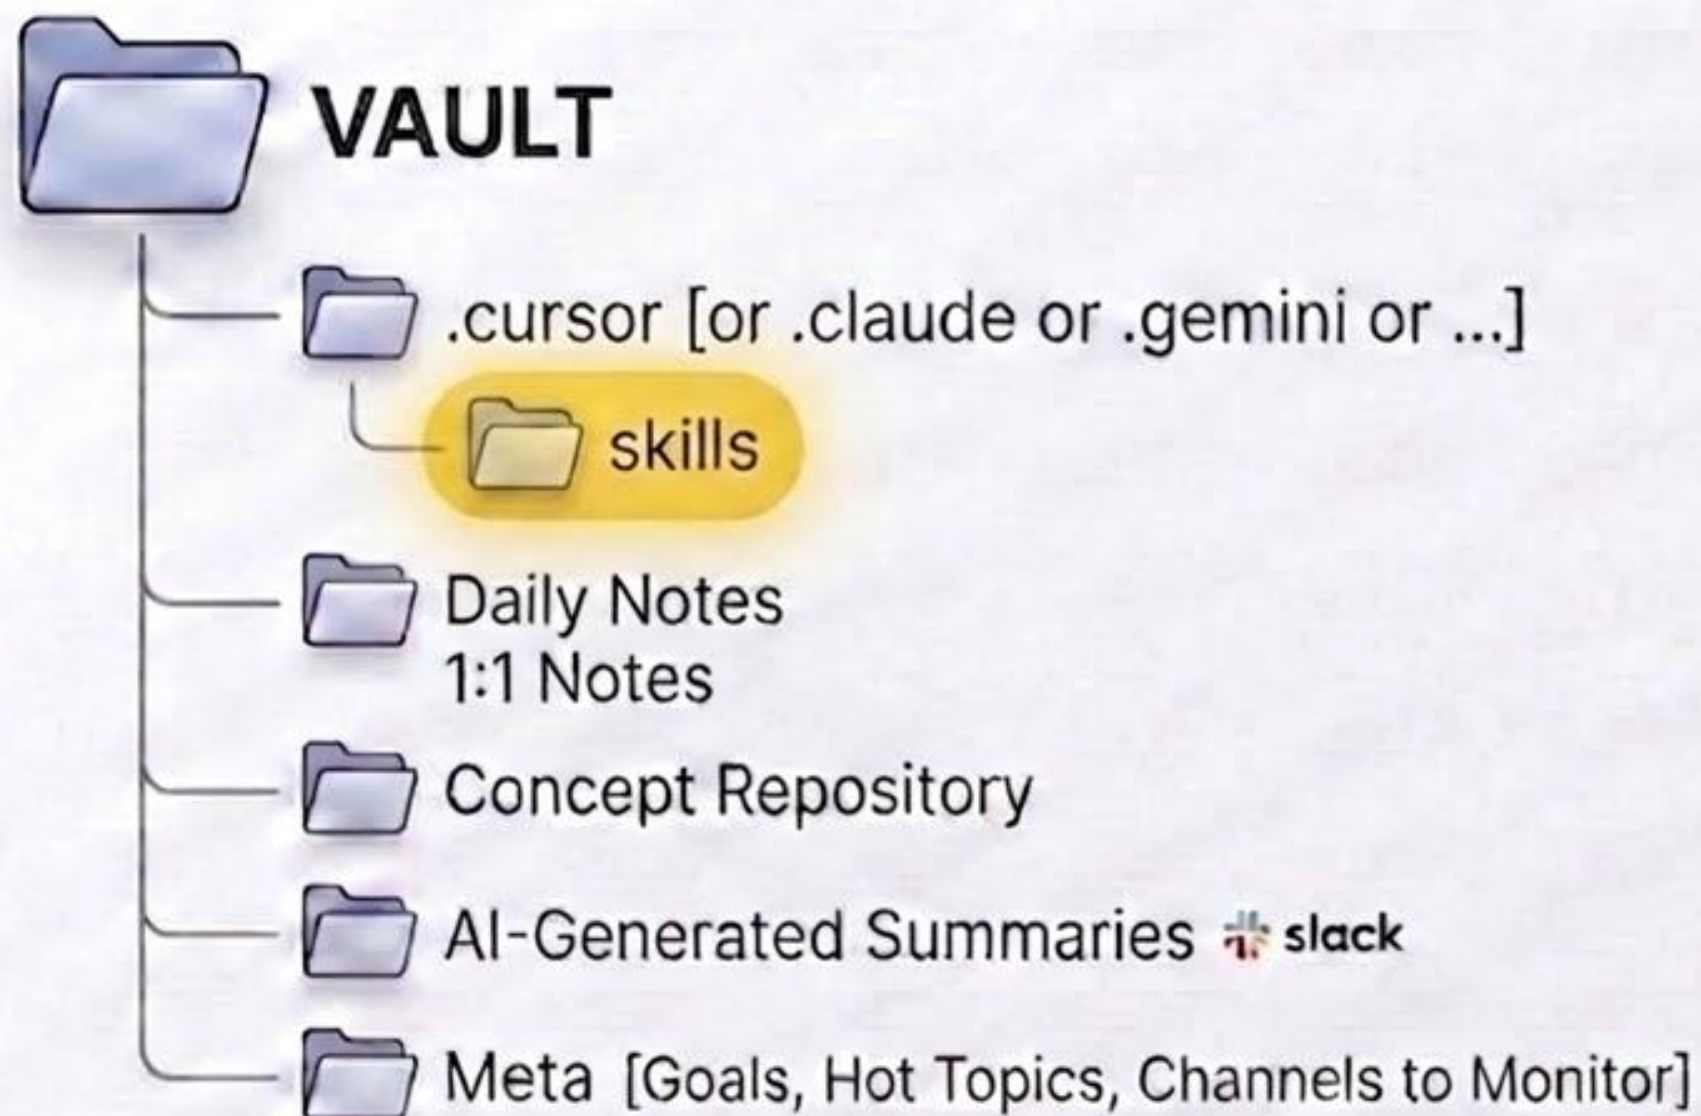 VAULT
.cursor [or .claude or .gemini or ...]
skills
Daily Notes
1:1 Notes
Concept Repository
AI-Generated Summaries slack
Meta [Goals, Hot Topics, Channels to Monitor]